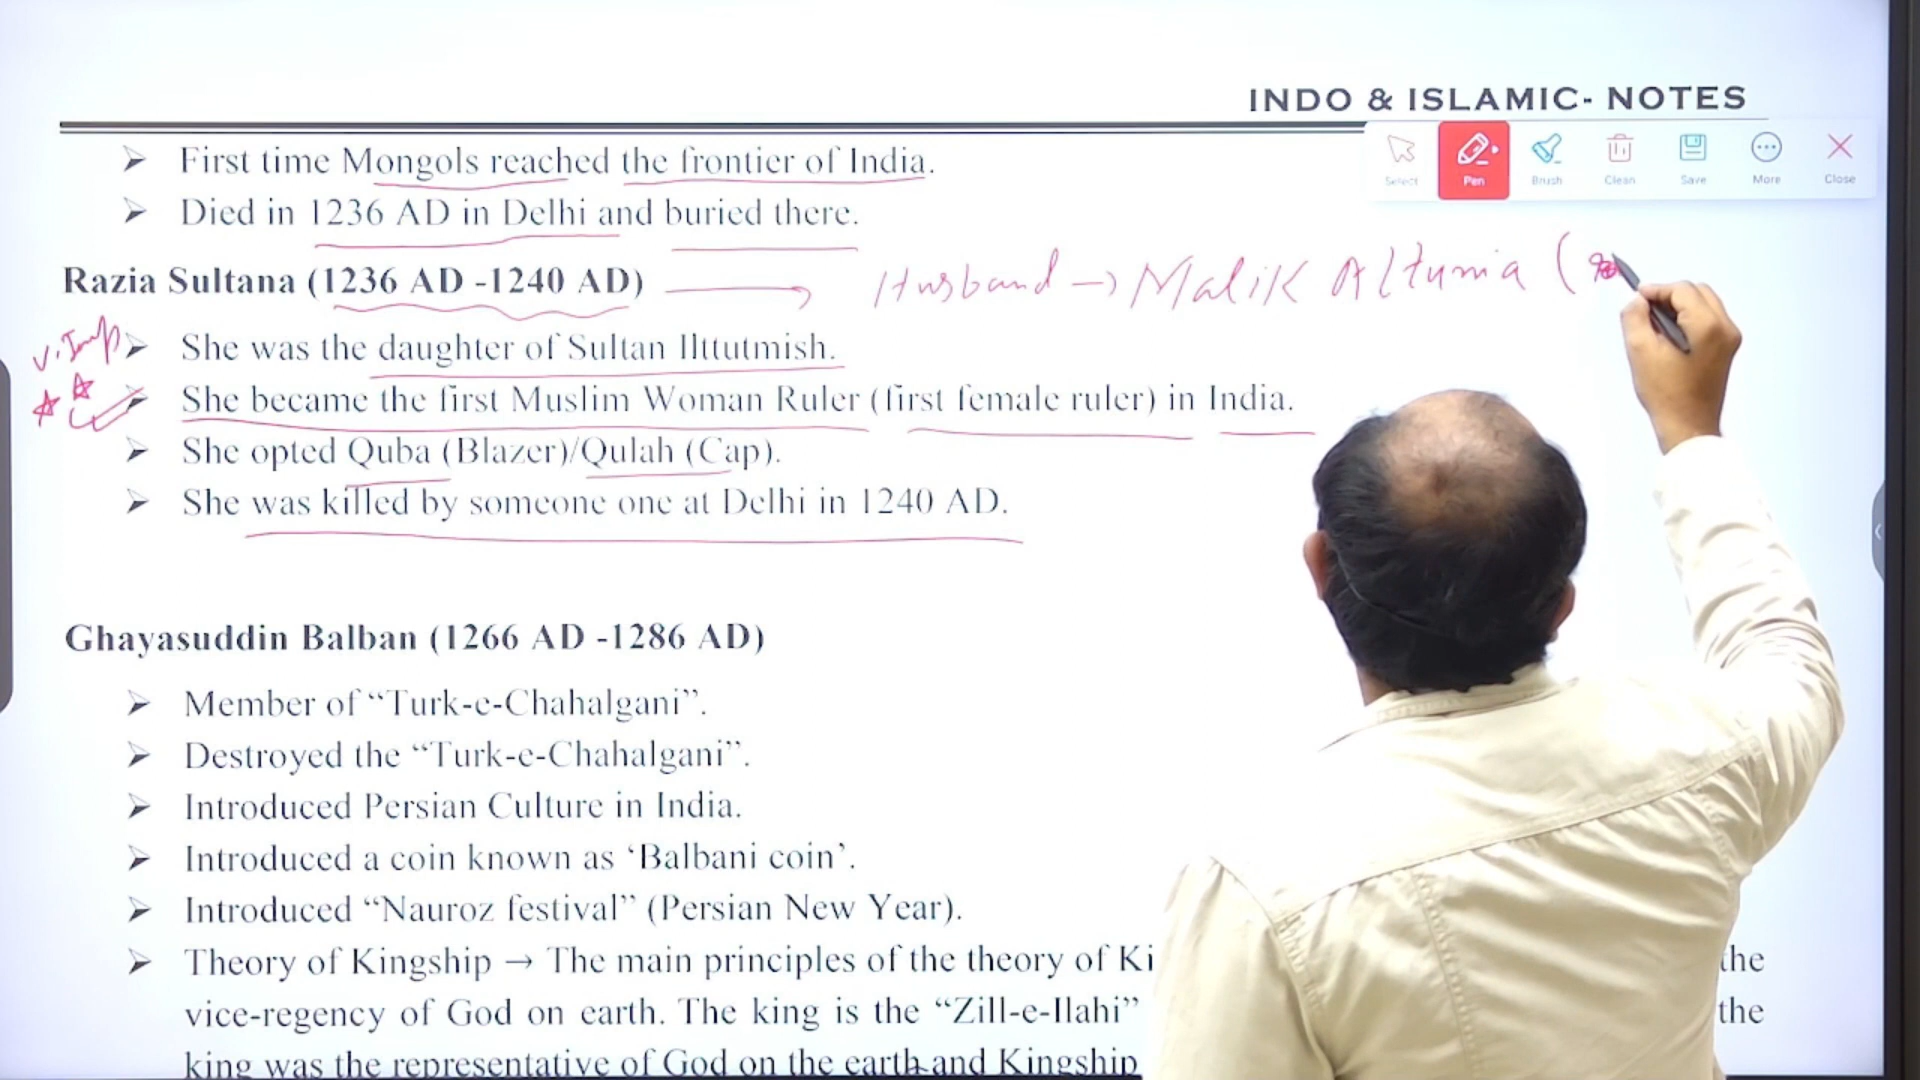 INDO & ISLAMIC- NOTES
Select Pen Brush Clean Save More Close
➢ First time Mongols reached the frontier of India.
➢ Died in 1236 AD in Delhi and buried there.
Razia Sultana (1236 AD -1240 AD) → Husband → Malik Altunia (
V. Imp
➢ She was the daughter of Sultan Ilttutmish.
➢ She became the first Muslim Woman Ruler (first female ruler) in India.
➢ She opted Quba (Blazer)/Qulah (Cap).
➢ She was killed by someone one at Delhi in 1240 AD.
Ghayasuddin Balban (1266 AD -1286 AD)
➢ Member of “Turk-e-Chahalgani”.
➢ Destroyed the “Turk-e-Chahalgani”.
➢ Introduced Persian Culture in India.
➢ Introduced a coin known as ‘Balbani coin’.
➢ Introduced “Nauroz festival” (Persian New Year).
➢ Theory of Kingship → The main principles of the theory of Ki the
vice-regency of God on earth. The king is the “Zill-e-Ilahi” the
king was the representative of God on the earth and Kingship